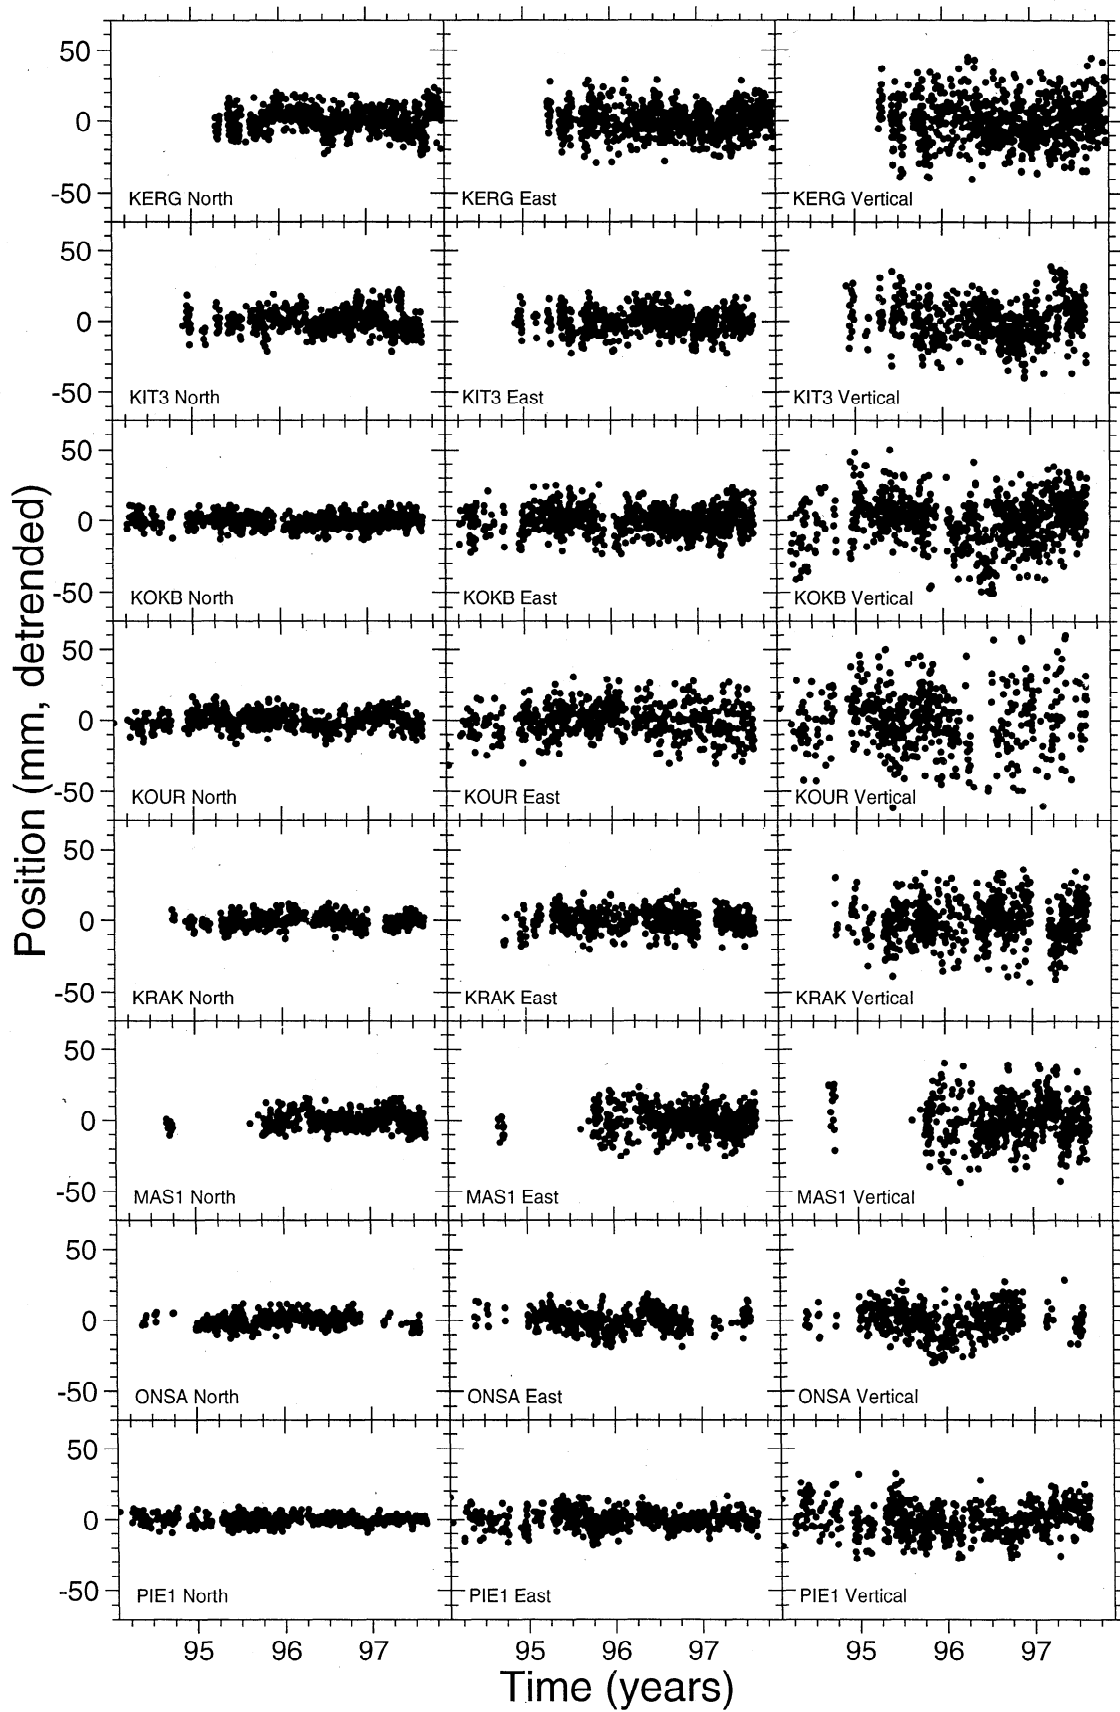 50
0
-50
KERG North
KERG East
KERG Vertical
50
0
-50
KIT3 North
KIT3 East
KIT3 Vertical
50
0
-50
KOKB North
KOKB East
KOKB Vertical
50
0
-50
KOUR North
KOUR East
KOUR Vertical
50
0
-50
KRAK North
KRAK East
KRAK Vertical
50
0
-50
MAS1 North
MAS1 East
MAS1 Vertical
50
0
-50
ONSA North
ONSA East
ONSA Vertical
50
0
-50
PIE1 North
PIE1 East
PIE1 Vertical
Position (mm, detrended)
95 96 97 95 96 97 95 96 97
Time (years)